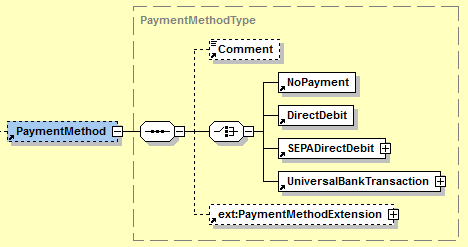 PaymentMethodType
Comment
NoPayment
DirectDebit
PaymentMethod
SEPADirectDebit
UniversalBankTransaction
ext:PaymentMethodExtension